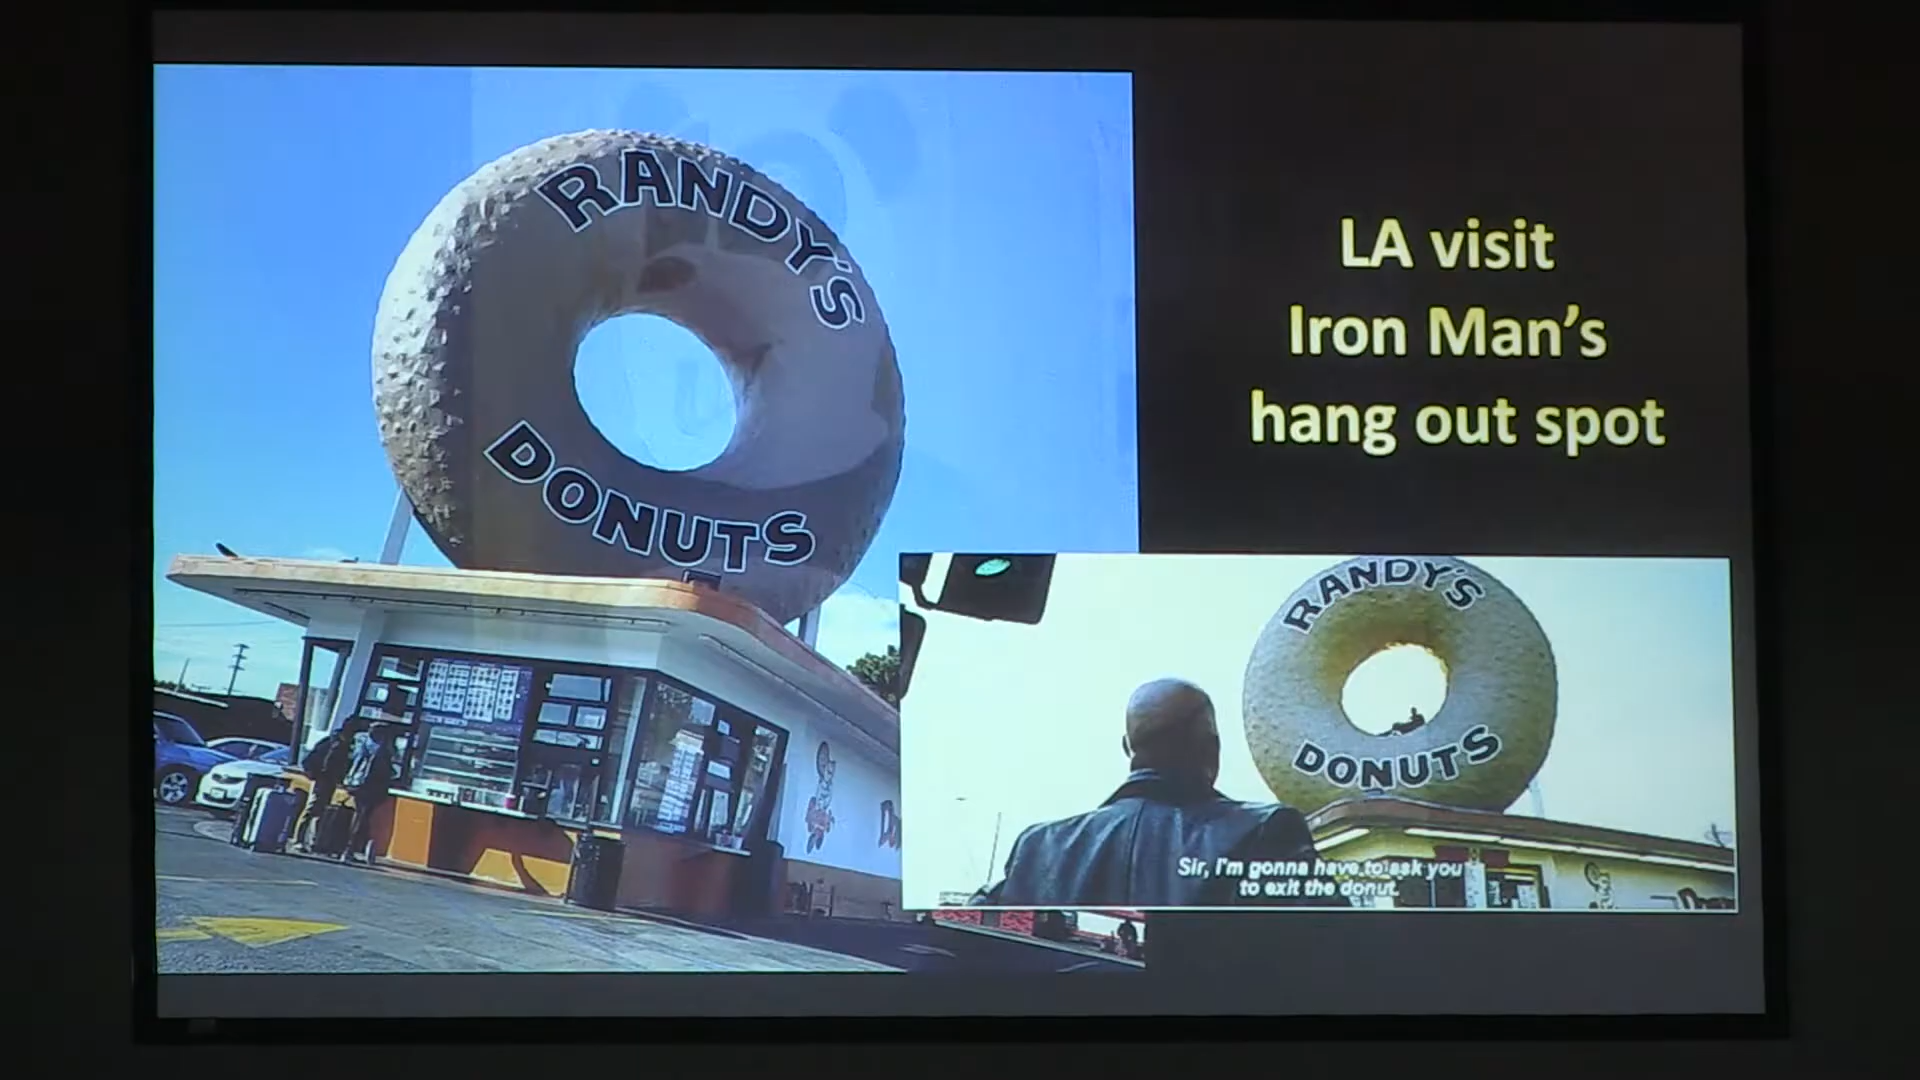 RANDY'S
DONUTS
LA visit
Iron Man's
hang out spot
RANDY'S
DONUTS
Sir, I'm gonna have to ask you
to exit the donut.